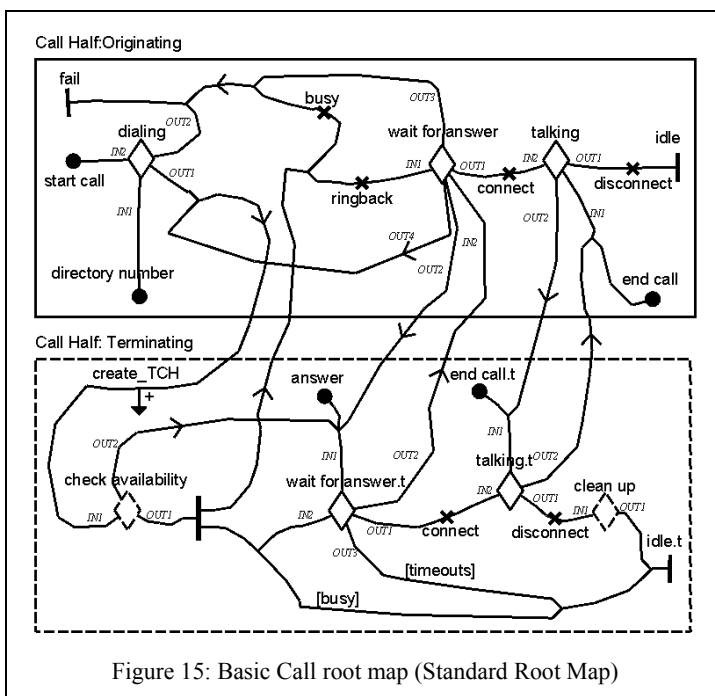 Call Half:Originating
fail
busy
OUT3
OUT2
dialing
wait for answer
talking
idle
IN2
OUT1
IN1
OUT1
IN2
OUT1
start call
ringback
connect
disconnect
IN1
OUT4
OUT2
IN2
OUT2
IN1
directory number
end call
Call Half: Terminating
create_TCH
+
answer
end call.t
OUT2
IN1
IN1
OUT2
OUT2
check availability
wait for answer.t
talking.t
clean up
IN1
OUT1
IN2
OUT1
IN2
OUT1
IN1
OUT1
OUT3
connect
disconnect
idle.t
[timeouts]
[busy]
Figure 15: Basic Call root map (Standard Root Map)